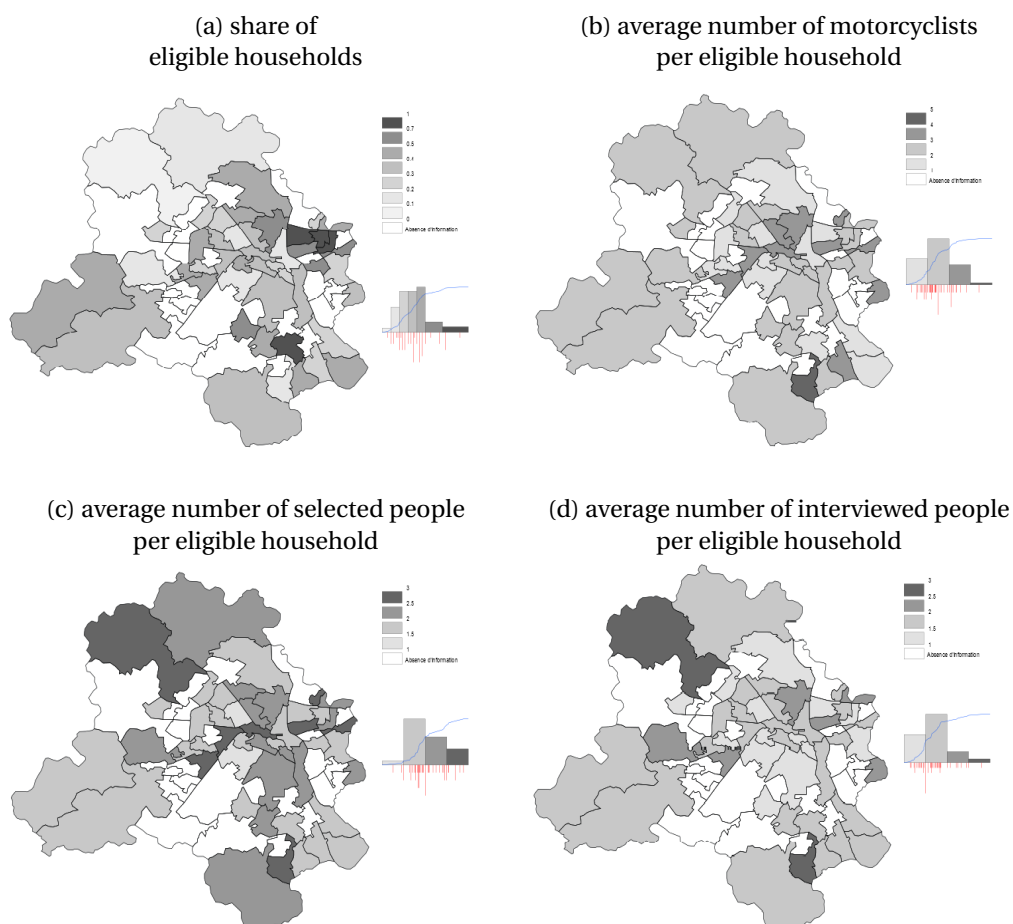 (a) share of
eligible households
1
0.7
0.5
0.4
0.3
0.2
0.1
0
Absence d'information
(b) average number of motorcyclists
per eligible household
5
4
3
2
1
Absence d'information
(c) average number of selected people
per eligible household
3
2.5
2
1.5
1
Absence d'information
(d) average number of interviewed people
per eligible household
3
2.5
2
1.5
1
Absence d'information